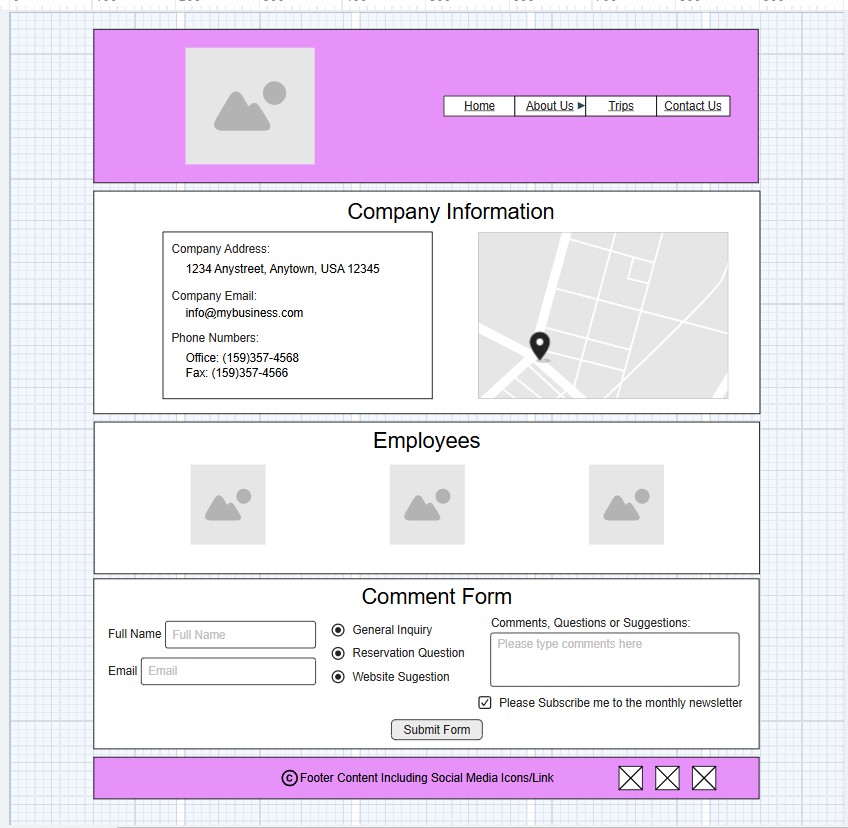 Home
About Us
Trips
Contact Us
Company Information
Company Address:
1234 Anystreet, Anytown, USA 12345
Company Email:
info@mybusiness.com
Phone Numbers:
Office: (159)357-4568
Fax: (159)357-4566
Employees
Comment Form
Full Name
Full Name
Email
Email
General Inquiry
Reservation Question
Website Sugestion
Comments, Questions or Suggestions:
Please type comments here
Please Subscribe me to the monthly newsletter
Submit Form
© Footer Content Including Social Media Icons/Link